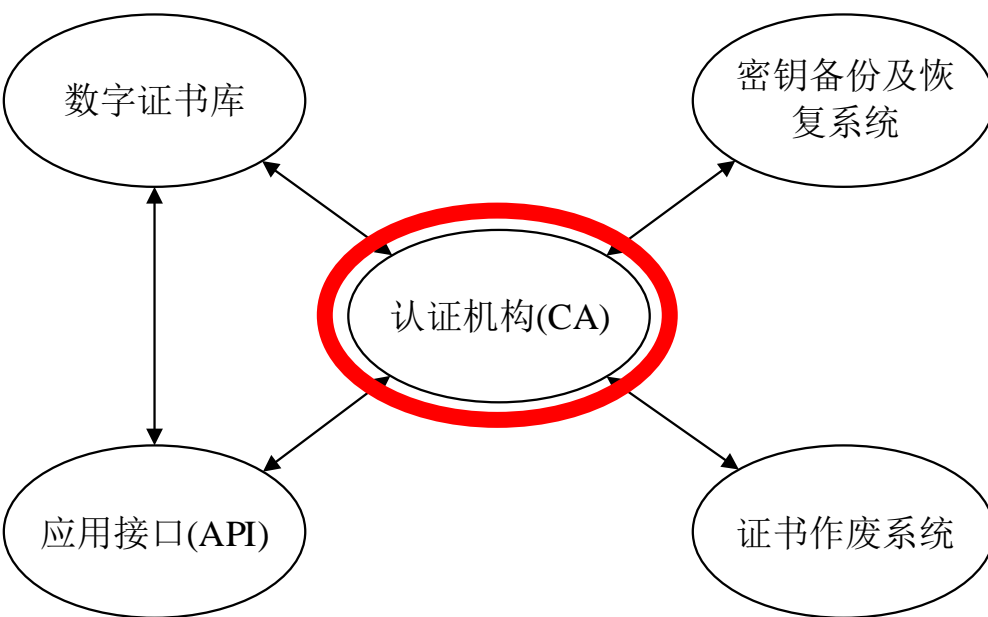 数字证书库
密钥备份及恢
复系统
认证机构(CA)
应用接口(API)
证书作废系统